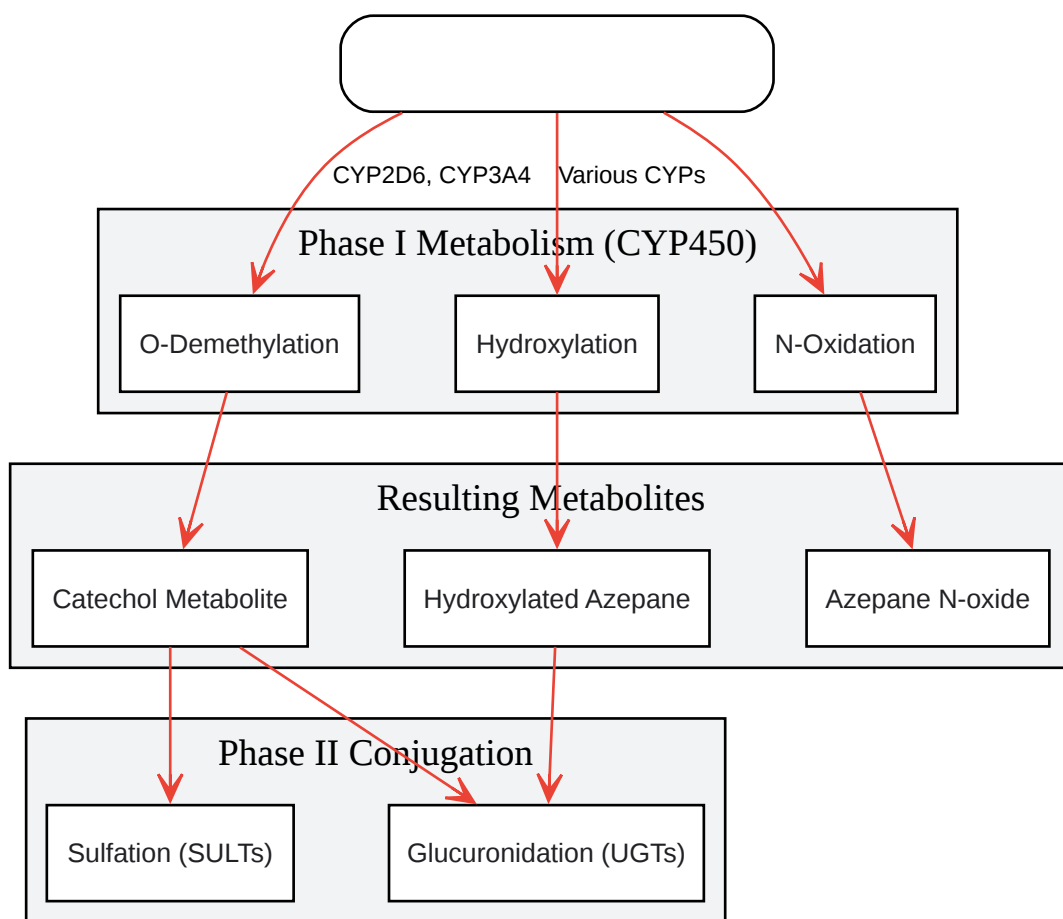 CYP2D6, CYP3A4
Various CYPs
Phase I Metabolism (CYP450)
O-Demethylation
Hydroxylation
N-Oxidation
Resulting Metabolites
Catechol Metabolite
Hydroxylated Azepane
Azepane N-oxide
Phase II Conjugation
Sulfation (SULTs)
Glucuronidation (UGTs)